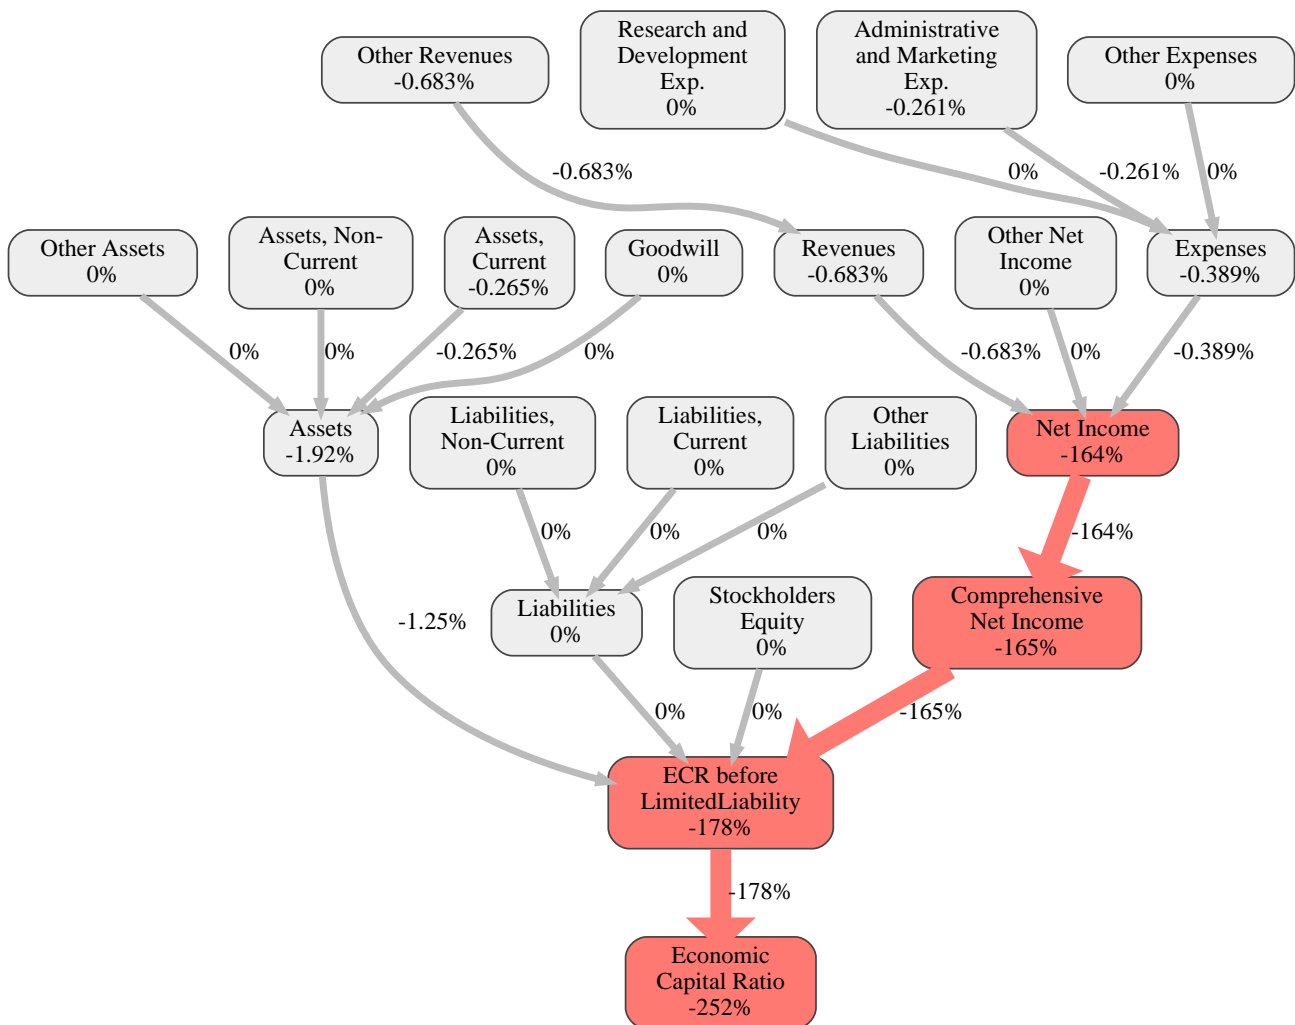 Other Revenues
-0.683%
Research and
Development
Exp.
0%
Administrative
and Marketing
Exp.
-0.261%
Other Expenses
0%
-0.683%
0%
-0.261%
0%
Other Assets
0%
Assets, Non-
Current
0%
Assets,
Current
-0.265%
Goodwill
0%
Revenues
-0.683%
Other Net
Income
0%
Expenses
-0.389%
0%
0%
-0.265%
0%
-0.683%
0%
-0.389%
Assets
-1.92%
Liabilities,
Non-Current
0%
Liabilities,
Current
0%
Other
Liabilities
0%
Net Income
-164%
0%
0%
0%
-164%
-1.25%
Liabilities
0%
Stockholders
Equity
0%
Comprehensive
Net Income
-165%
0%
0%
-165%
ECR before
LimitedLiability
-178%
-178%
Economic
Capital Ratio
-252%